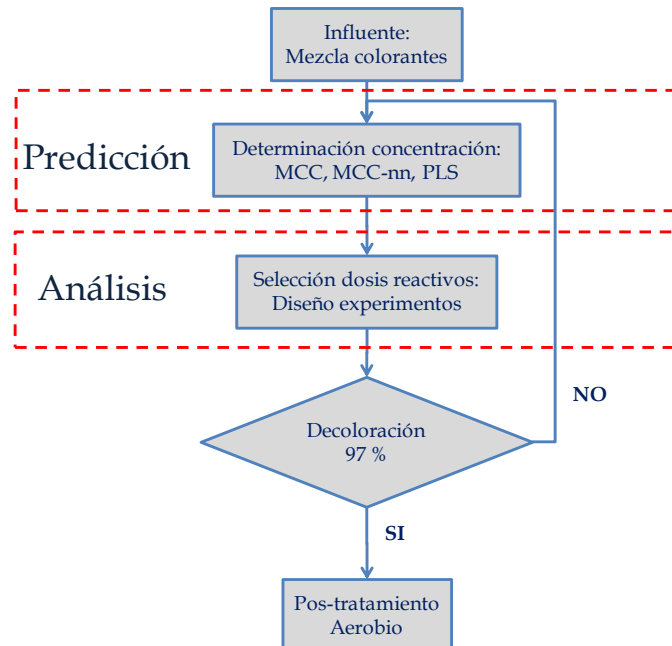 Influente:
Mezcla colorantes
Predicción
Determinación concentración:
MCC, MCC-nn, PLS
Análisis
Selección dosis reactivos:
Diseño experimentos
Decoloración
97 %
NO
SI
Pos-tratamiento
Aerobio